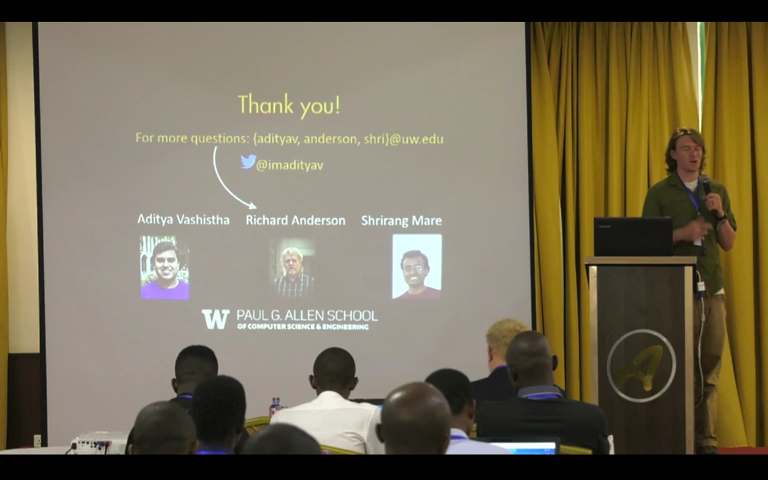 Thank you!
For more questions: {adityav, anderson, shri}@uw.edu
@imadityav
Aditya Vashistha
Richard Anderson
Shrirang Mare
W PAUL G. ALLEN SCHOOL
OF COMPUTER SCIENCE & ENGINEERING